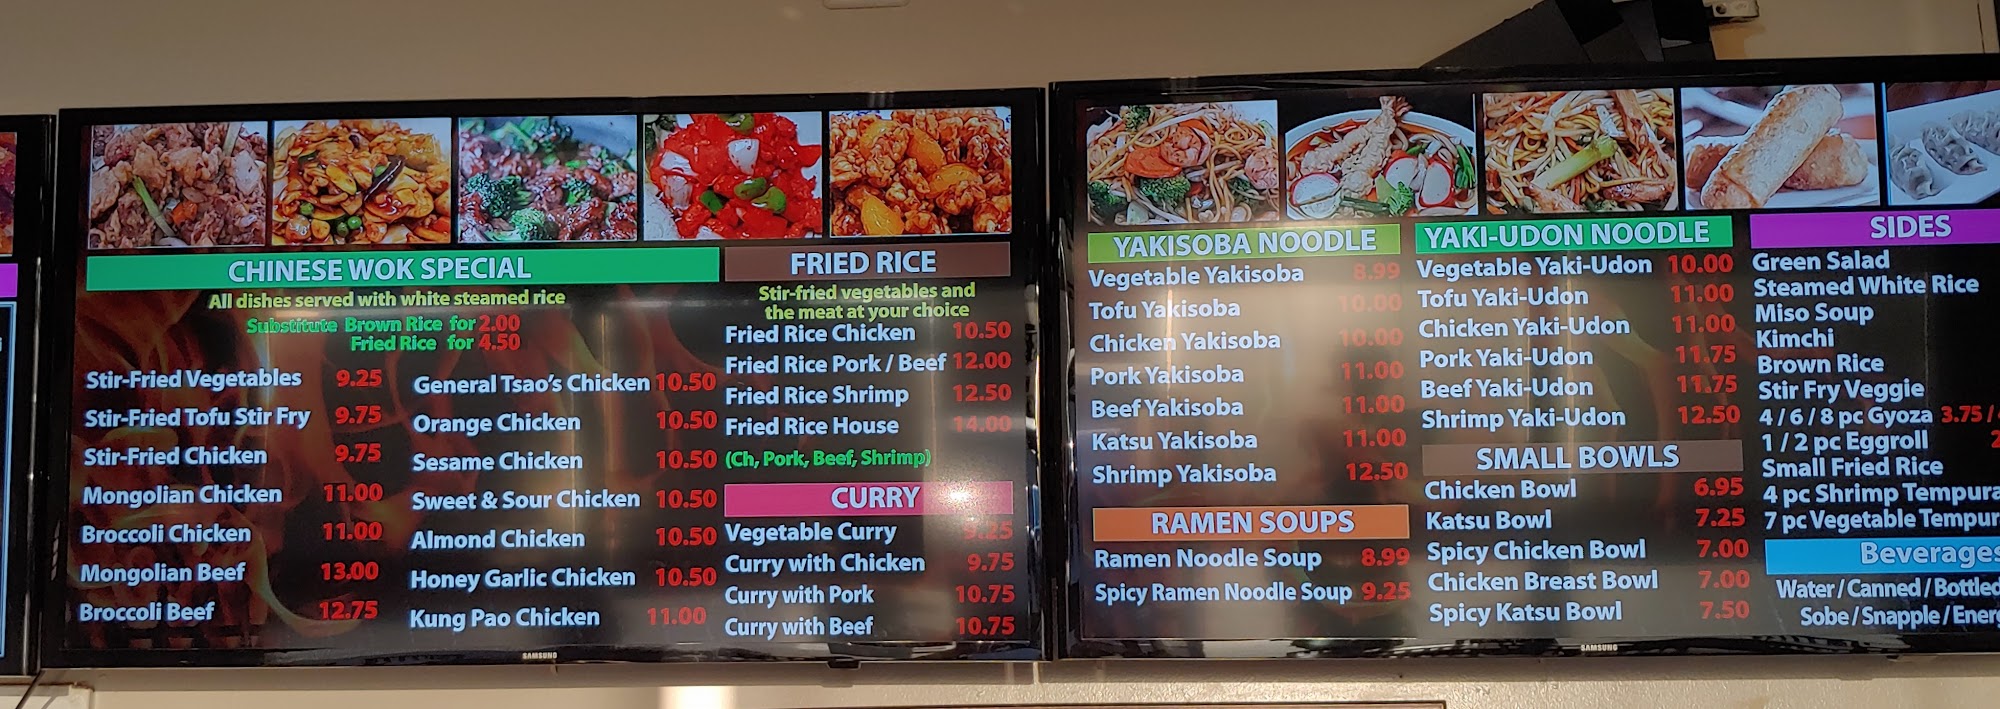 CHINESE WOK SPECIAL
All dishes served with white steamed rice
Substitute Brown Rice for 2.00
Fried Rice for 4.50
Stir-Fried Vegetables 9.25
Stir-Fried Tofu Stir Fry 9.75
Stir-Fried Chicken 9.75
Mongolian Chicken 11.00
Broccoli Chicken 11.00
Mongolian Beef 13.00
Broccoli Beef 12.75
General Tsao's Chicken 10.50
Orange Chicken 10.50
Sesame Chicken 10.50
Sweet & Sour Chicken 10.50
Almond Chicken 10.50
Honey Garlic Chicken 10.50
Kung Pao Chicken 11.00
FRIED RICE
Stir-fried vegetables and
the meat at your choice
Fried Rice Chicken 10.50
Fried Rice Pork / Beef 12.00
Fried Rice Shrimp 12.50
Fried Rice House 14.00
(Ch, Pork, Beef, Shrimp)
CURRY
Vegetable Curry 9.25
Curry with Chicken 9.75
Curry with Pork 10.75
Curry with Beef 10.75
SAMSUNG
YAKISOBA NOODLE
Vegetable Yakisoba 8.99
Tofu Yakisoba 10.00
Chicken Yakisoba 10.00
Pork Yakisoba 11.00
Beef Yakisoba 11.00
Katsu Yakisoba 11.00
Shrimp Yakisoba 12.50
RAMEN SOUPS
Ramen Noodle Soup 8.99
Spicy Ramen Noodle Soup 9.25
YAKI-UDON NOODLE
Vegetable Yaki-Udon 10.00
Tofu Yaki-Udon 11.00
Chicken Yaki-Udon 11.00
Pork Yaki-Udon 11.75
Beef Yaki-Udon 11.75
Shrimp Yaki-Udon 12.50
SMALL BOWLS
Chicken Bowl 6.95
Katsu Bowl 7.25
Spicy Chicken Bowl 7.00
Chicken Breast Bowl 7.00
Spicy Katsu Bowl 7.50
SIDES
Green Salad
Steamed White Rice
Miso Soup
Kimchi
Brown Rice
Stir Fry Veggie
4 / 6 / 8 pc Gyoza 3.75 /
1 / 2 pc Eggroll
Small Fried Rice
4 pc Shrimp Tempura
7 pc Vegetable Tempur
Beverages
Water / Canned / Bottled
Sobe / Snapple / Energ
SAMSUNG